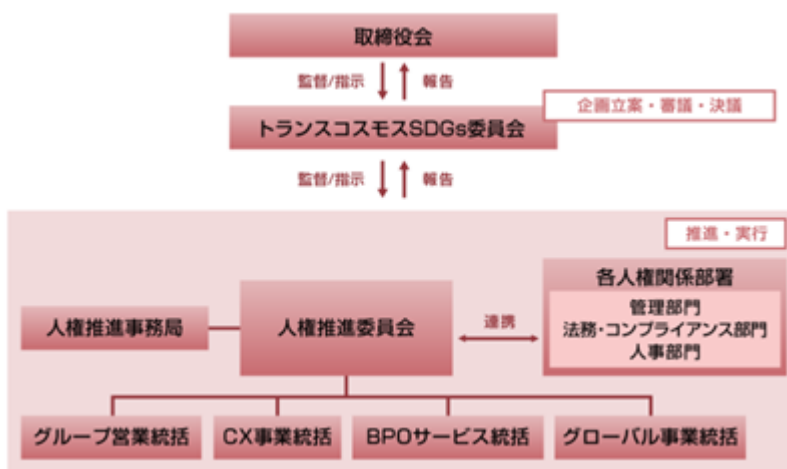 取締役会
監督/指示
報告
企画立案・審議・決議
トランスコスモスSDGs委員会
監督/指示
報告
推進・実行
各人権関係部署
管理部門
法務・コンプライアンス部門
人事部門
人権推進事務局
人権推進委員会
連携
グループ営業統括
CX事業統括
BPOサービス統括
グローバル事業統括